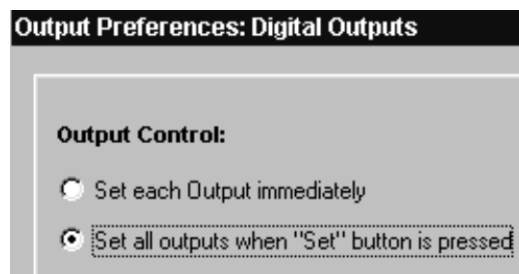 Output Preferences: Digital Outputs
Output Control:
Set each Output immediately
Set all outputs when "Set" button is pressed